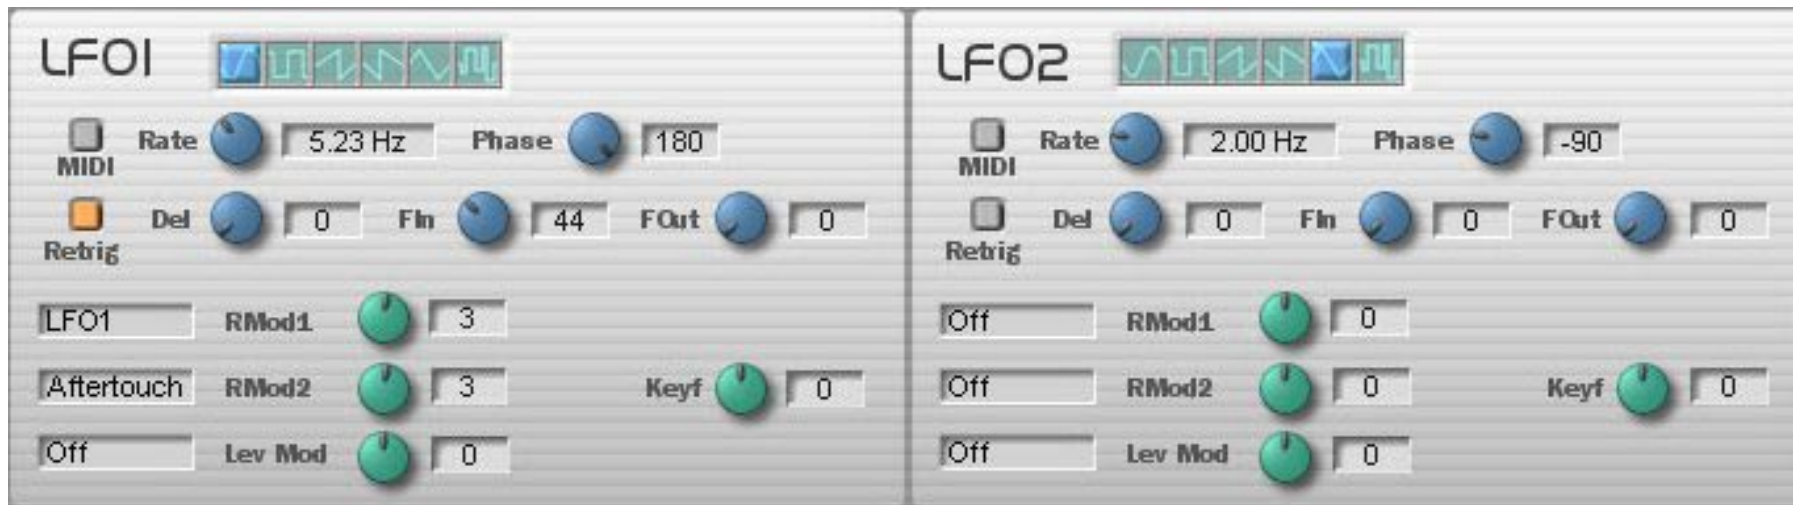 LFO1
MIDI Rate 5.23 Hz Phase 180
Retrig Del 0 FIn 44 FOut 0
LFO1 RMod1 3
Aftertouch RMod2 3 Keyf 0
Off Lev Mod 0
LFO2
MIDI Rate 2.00 Hz Phase -90
Retrig Del 0 FIn 0 FOut 0
Off RMod1 0
Off RMod2 0 Keyf 0
Off Lev Mod 0